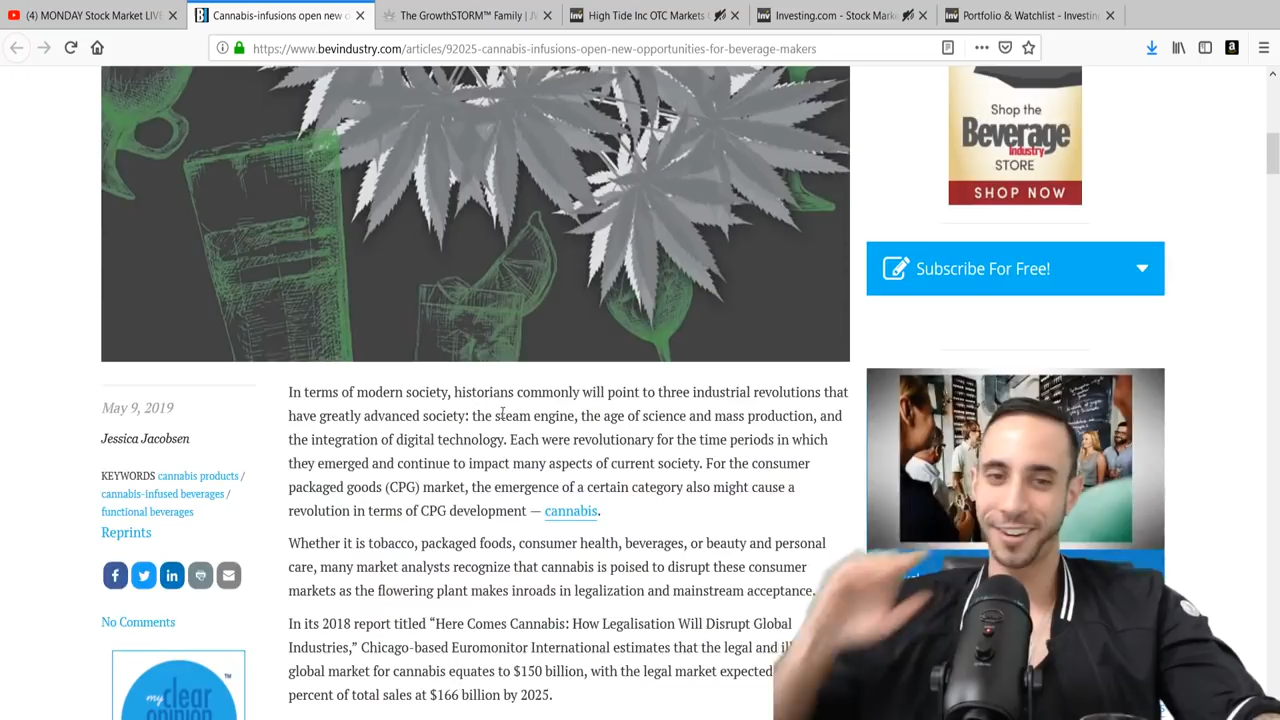 (4) MONDAY Stock Market LIVE
Cannabis-infusions open new o
The GrowthSTORM™ Family |
High Tide Inc OTC Markets
Investing.com - Stock Mark
Portfolio & Watchlist - Investin
https://www.bevindustry.com/articles/92025-cannabis-infusions-open-new-opportunities-for-beverage-makers
Shop the
Beverage
Industry
STORE
SHOP NOW
Subscribe For Free!
May 9, 2019
Jessica Jacobsen
KEYWORDS cannabis products /
cannabis-infused beverages /
functional beverages
Reprints
No Comments
my
clear
opinion
TM
In terms of modern society, historians commonly will point to three industrial revolutions that
have greatly advanced society: the steam engine, the age of science and mass production, and
the integration of digital technology. Each were revolutionary for the time periods in which
they emerged and continue to impact many aspects of current society. For the consumer
packaged goods (CPG) market, the emergence of a certain category also might cause a
revolution in terms of CPG development — cannabis.
Whether it is tobacco, packaged foods, consumer health, beverages, or beauty and personal
care, many market analysts recognize that cannabis is poised to disrupt these consumer
markets as the flowering plant makes inroads in legalization and mainstream acceptance.
In its 2018 report titled “Here Comes Cannabis: How Legalisation Will Disrupt Global
Industries,” Chicago-based Euromonitor International estimates that the legal and
global market for cannabis equates to $150 billion, with the legal market expected
percent of total sales at $166 billion by 2025.